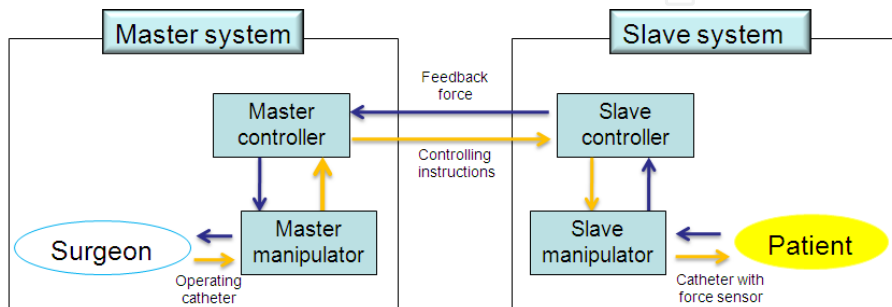 Master system
Slave system
Feedback
force
Master
controller
Slave
controller
Controlling
instructions
Master
manipulator
Slave
manipulator
Surgeon
Patient
Operating
catheter
Catheter with
force sensor